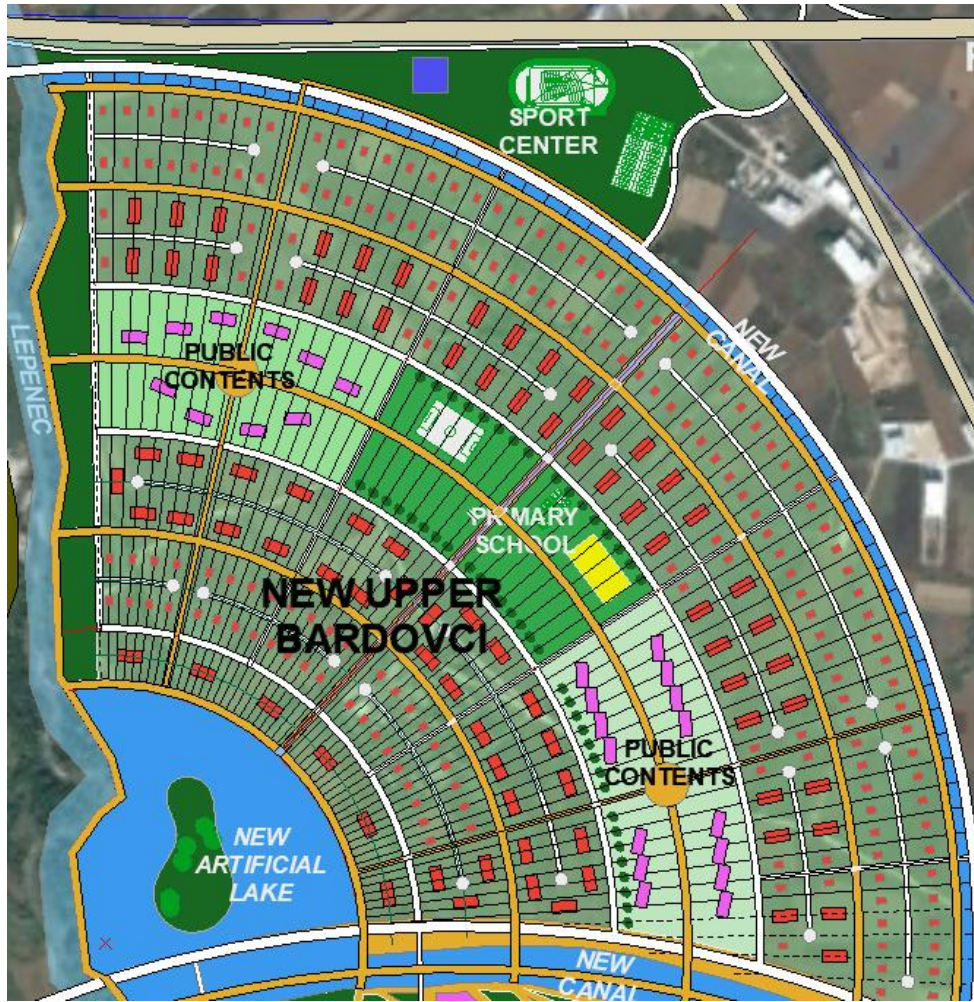 SPORT
CENTER
NEW
CANAL
LEPENEC
PUBLIC
CONTENTS
PRIMARY
SCHOOL
NEW UPPER
BARDOVCI
PUBLIC
CONTENTS
NEW
ARTIFICIAL
LAKE
NEW
CANAL